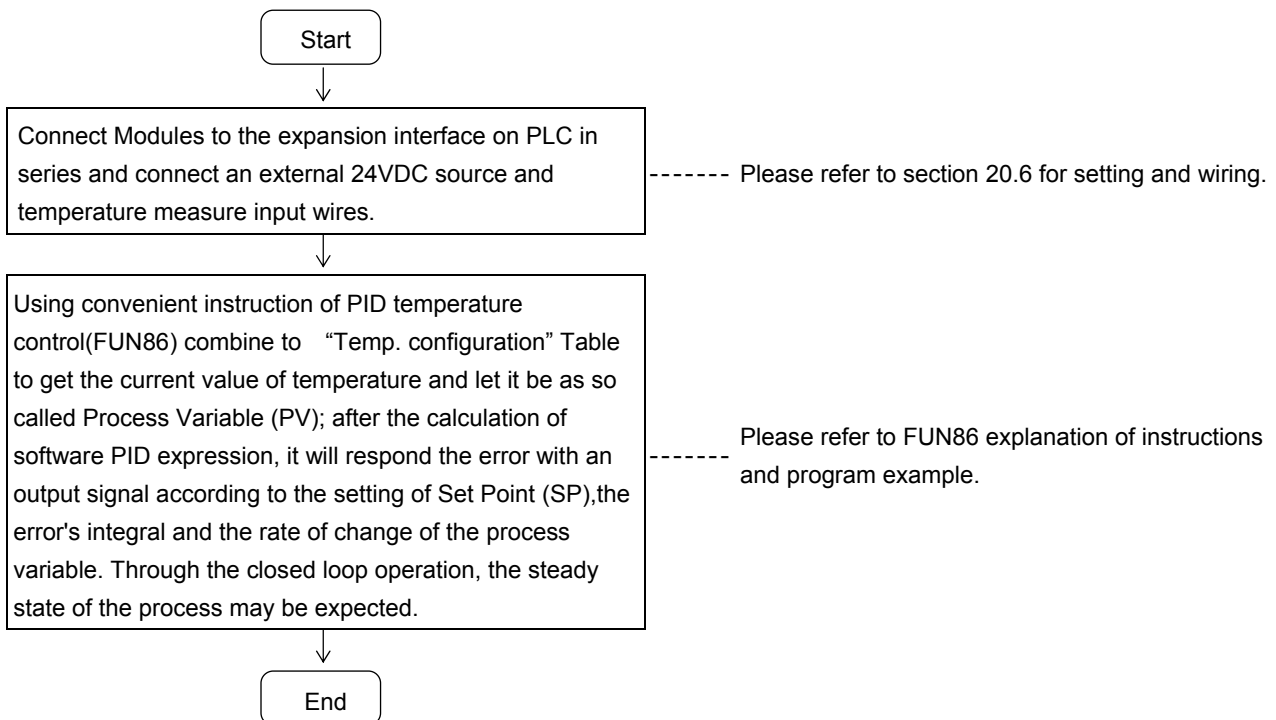 Start
Connect Modules to the expansion interface on PLC in
series and connect an external 24VDC source and
temperature measure input wires.
Please refer to section 20.6 for setting and wiring.
Using convenient instruction of PID temperature
control(FUN86) combine to “Temp. configuration” Table
to get the current value of temperature and let it be as so
called Process Variable (PV); after the calculation of
software PID expression, it will respond the error with an
output signal according to the setting of Set Point (SP),the
error's integral and the rate of change of the process
variable. Through the closed loop operation, the steady
state of the process may be expected.
Please refer to FUN86 explanation of instructions
and program example.
End